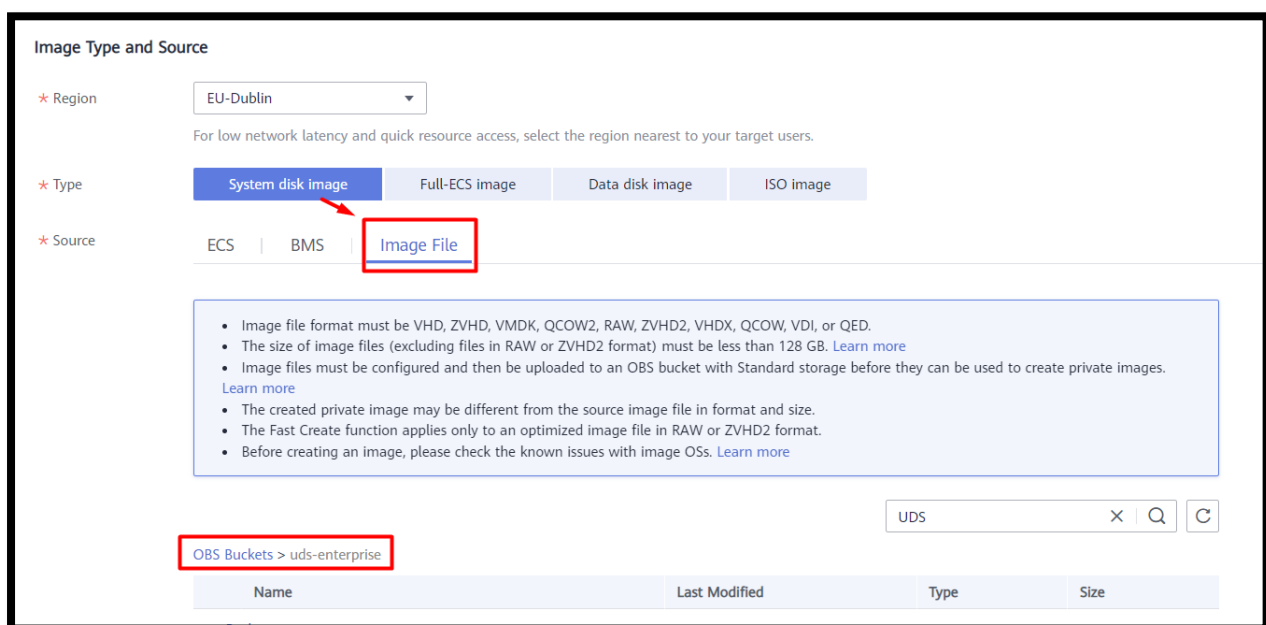 Image Type and Source
* Region
EU-Dublin
For low network latency and quick resource access, select the region nearest to your target users.
* Type
System disk image
Full-ECS image
Data disk image
ISO image
* Source
ECS | BMS | Image File
• Image file format must be VHD, ZVHD, VMDK, QCOW2, RAW, ZVHD2, VHDX, QCOW, VDI, or QED.
• The size of image files (excluding files in RAW or ZVHD2 format) must be less than 128 GB. Learn more
• Image files must be configured and then be uploaded to an OBS bucket with Standard storage before they can be used to create private images.
Learn more
• The created private image may be different from the source image file in format and size.
• The Fast Create function applies only to an optimized image file in RAW or ZVHD2 format.
• Before creating an image, please check the known issues with image OSs. Learn more
UDS
OBS Buckets > uds-enterprise
Name
Last Modified
Type
Size